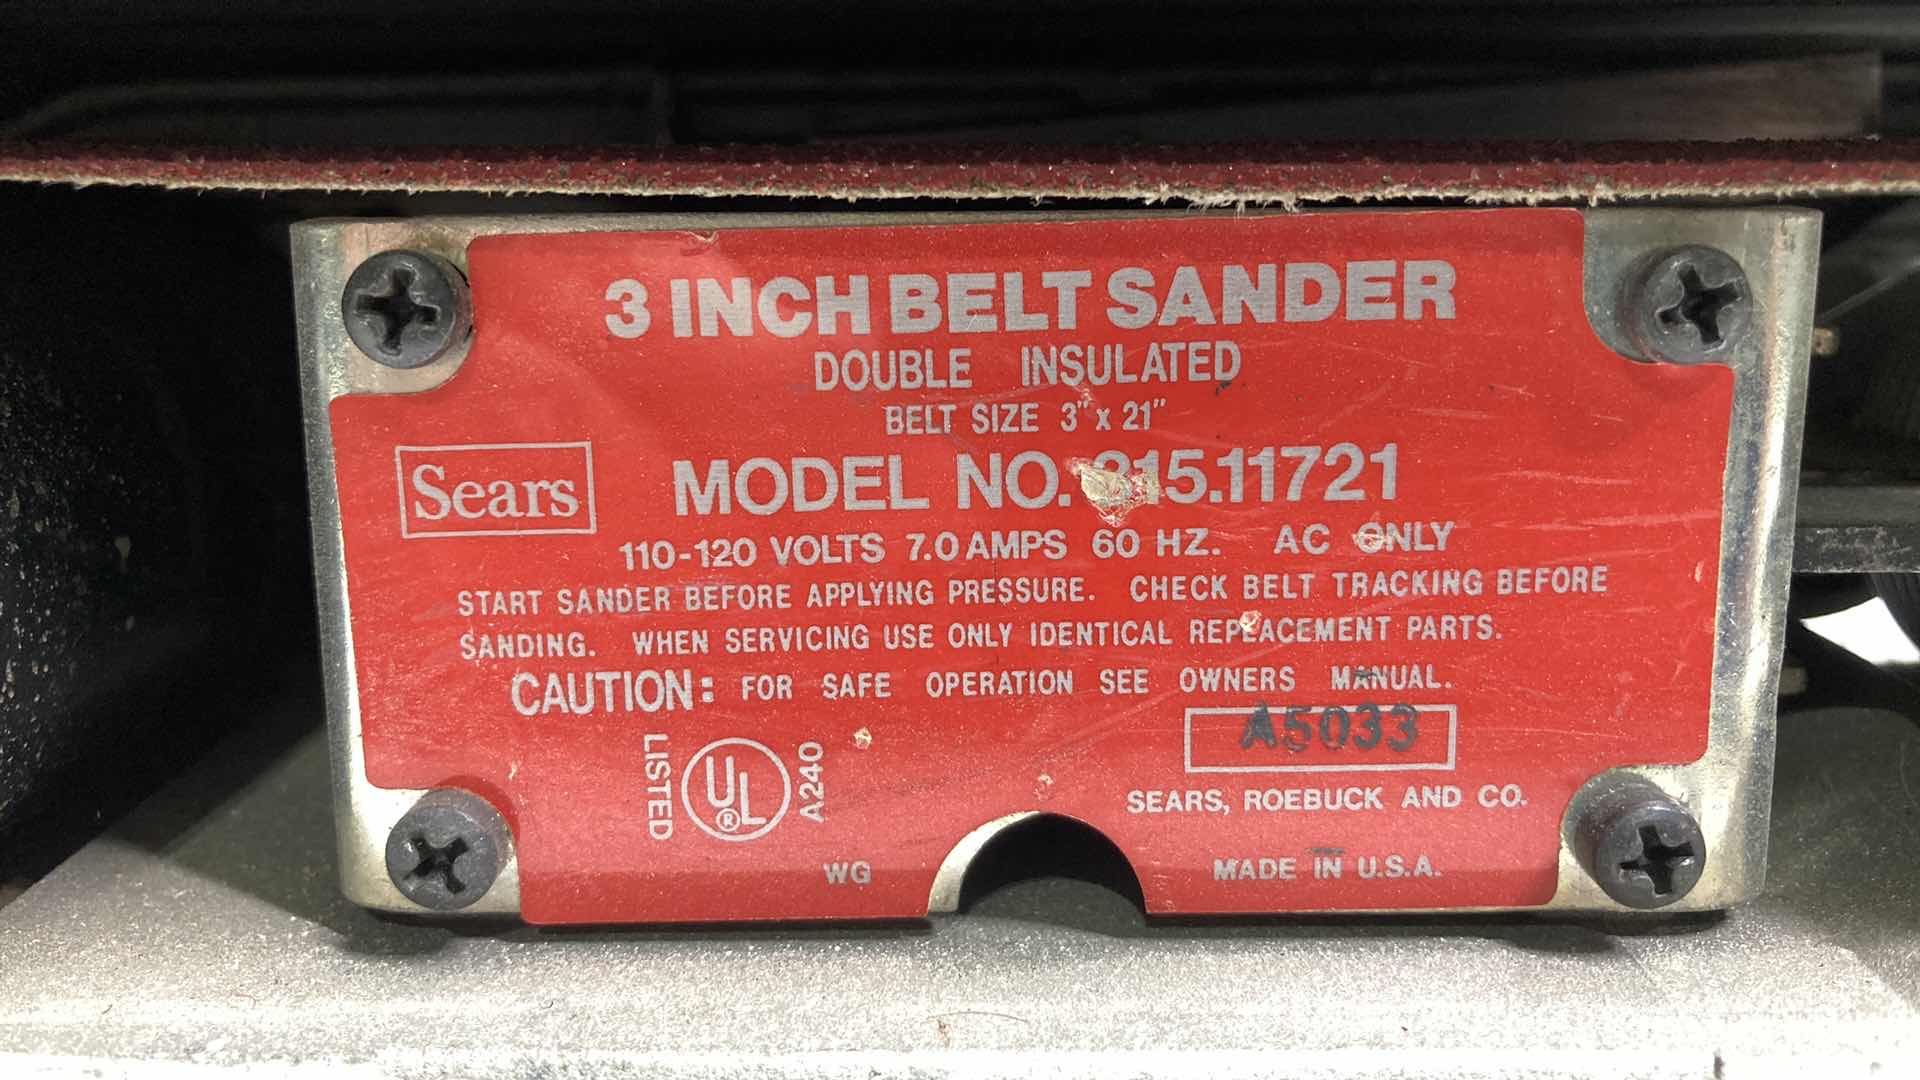 3 INCH BELT SANDER
DOUBLE INSULATED
BELT SIZE 3" x 21"
Sears
MODEL NO. 315.11721
110-120 VOLTS 7.0 AMPS 60 HZ. AC ONLY
START SANDER BEFORE APPLYING PRESSURE. CHECK BELT TRACKING BEFORE
SANDING. WHEN SERVICING USE ONLY IDENTICAL REPLACEMENT PARTS.
CAUTION: FOR SAFE OPERATION SEE OWNERS MANUAL.
LISTED
UL
®
A240
A5033
SEARS, ROEBUCK AND CO.
WG
MADE IN U.S.A.